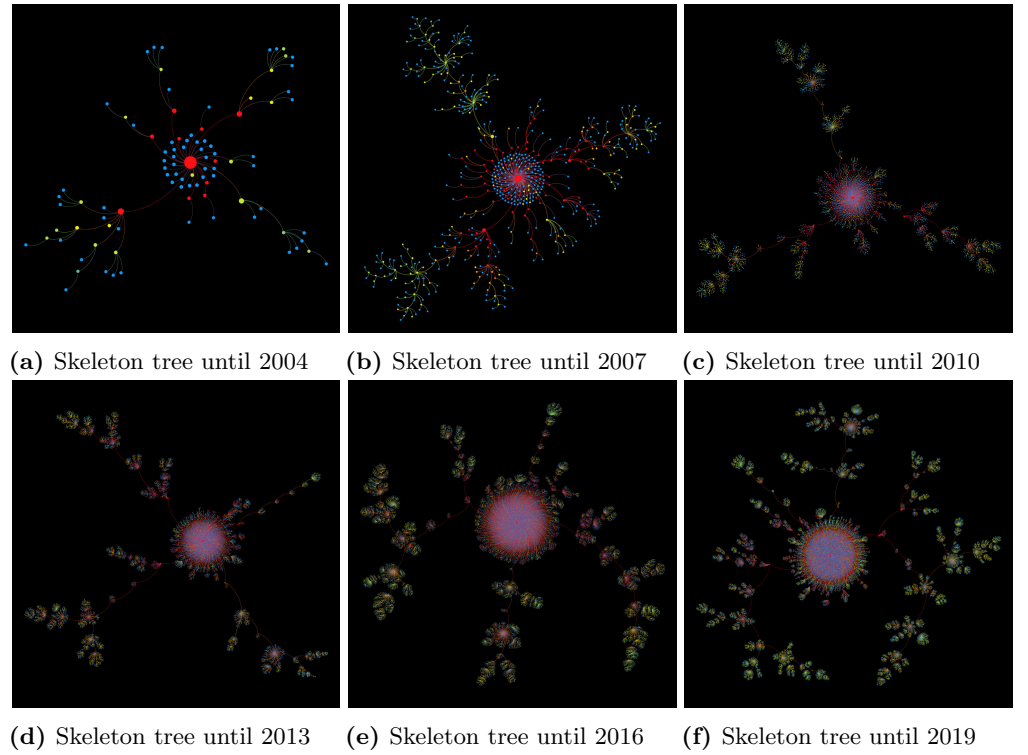 (a) Skeleton tree until 2004
(b) Skeleton tree until 2007
(c) Skeleton tree until 2010
(d) Skeleton tree until 2013
(e) Skeleton tree until 2016
(f) Skeleton tree until 2019